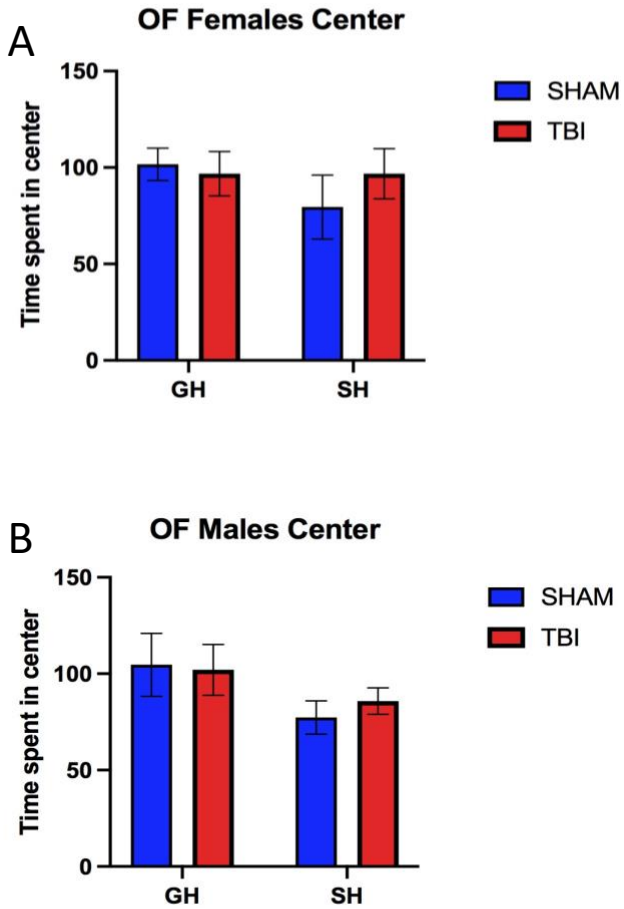 A
OF Females Center
150
100
50
0
Time spent in center
GH
SH
SHAM
TBI
B
OF Males Center
150
100
50
0
Time spent in center
GH
SH
SHAM
TBI